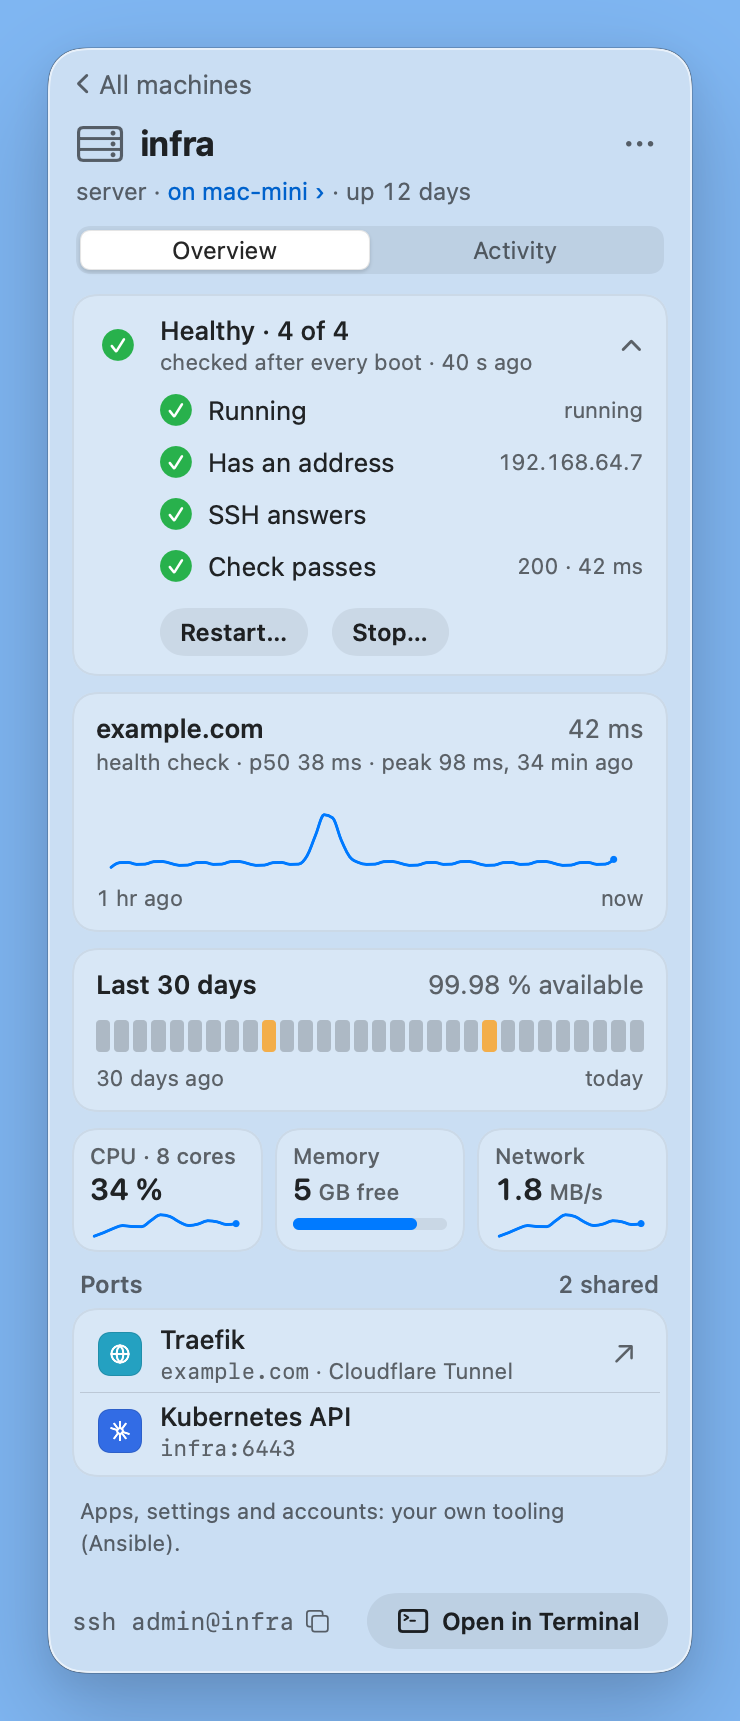 All machines
infra
server · on mac-mini › · up 12 days
Overview
Activity
Healthy · 4 of 4
checked after every boot · 40 s ago
Running
running
Has an address
192.168.64.7
SSH answers
Check passes
200 · 42 ms
Restart...
Stop...
example.com
42 ms
health check · p50 38 ms · peak 98 ms, 34 min ago
1 hr ago
now
Last 30 days
99.98 % available
30 days ago
today
CPU · 8 cores
34 %
Memory
5 GB free
Network
1.8 MB/s
Ports
2 shared
Traefik
example.com · Cloudflare Tunnel
Kubernetes API
infra:6443
Apps, settings and accounts: your own tooling
(Ansible).
ssh admin@infra
Open in Terminal